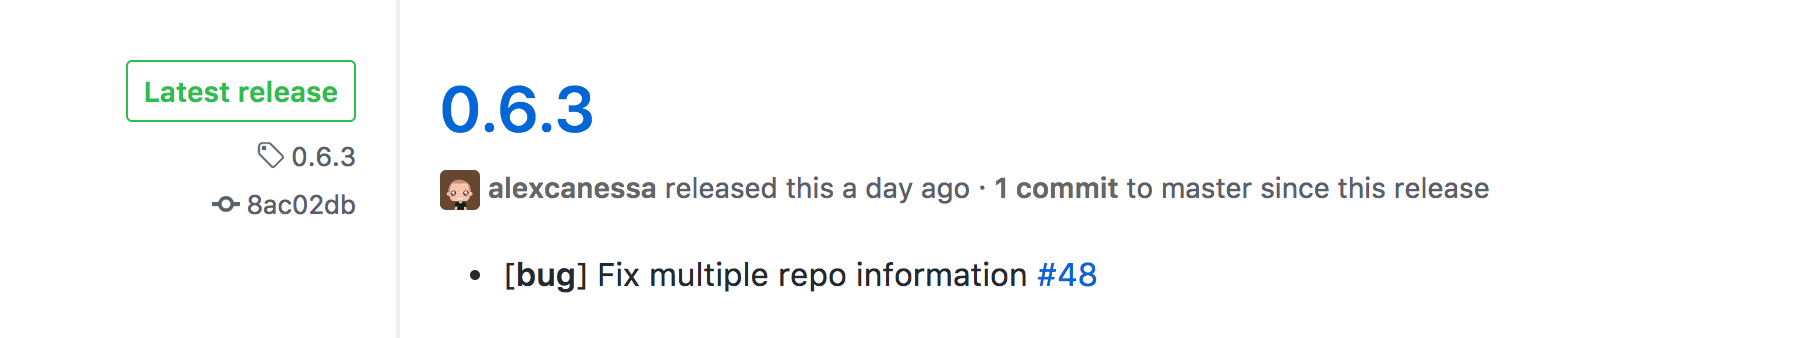 Latest release
0.6.3
8ac02db
0.6.3
alexcanessa released this a day ago · 1 commit to master since this release
• [bug] Fix multiple repo information #48